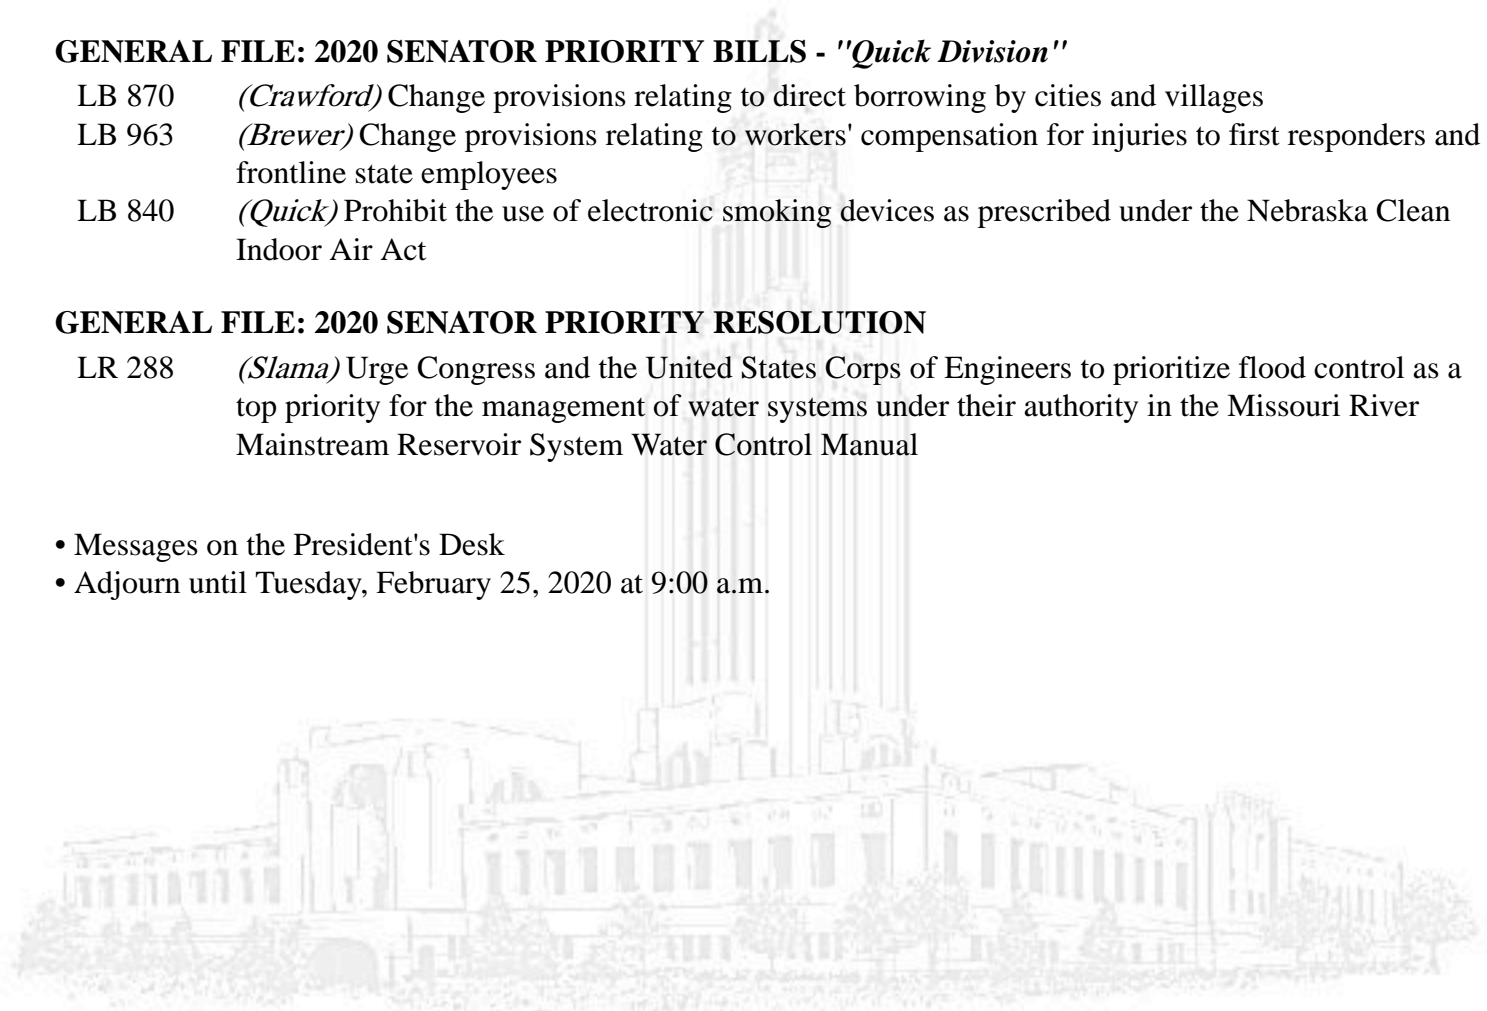 GENERAL FILE: 2020 SENATOR PRIORITY BILLS - "Quick Division"
LB 870 (Crawford) Change provisions relating to direct borrowing by cities and villages
LB 963 (Brewer) Change provisions relating to workers' compensation for injuries to first responders and
frontline state employees
LB 840 (Quick) Prohibit the use of electronic smoking devices as prescribed under the Nebraska Clean
Indoor Air Act
GENERAL FILE: 2020 SENATOR PRIORITY RESOLUTION
LR 288 (Slama) Urge Congress and the United States Corps of Engineers to prioritize flood control as a
top priority for the management of water systems under their authority in the Missouri River
Mainstream Reservoir System Water Control Manual
• Messages on the President's Desk
• Adjourn until Tuesday, February 25, 2020 at 9:00 a.m.